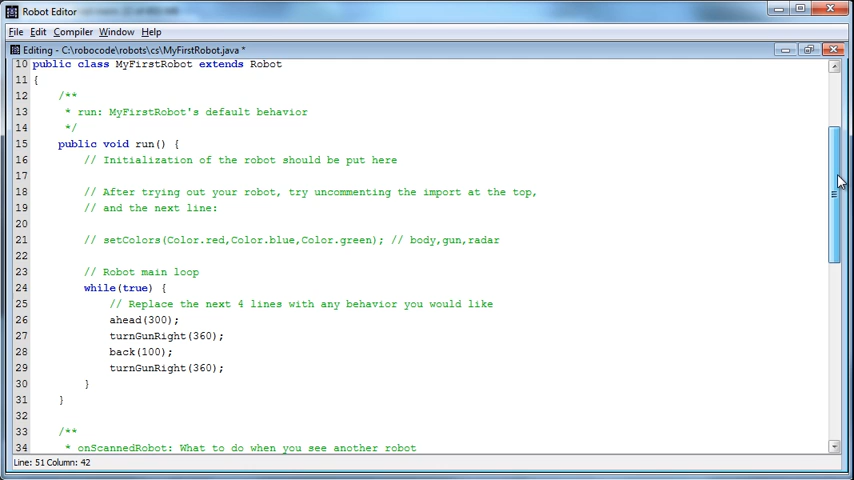 Robot Editor
File Edit Compiler Window Help
Editing - C:\robocode\robots\cs\MyFirstRobot.java *
10 public class MyFirstRobot extends Robot
11 {
12 /**
13 * run: MyFirstRobot's default behavior
14 */
15 public void run() {
16 // Initialization of the robot should be put here
17
18 // After trying out your robot, try uncommenting the import at the top,
19 // and the next line:
20
21 // setColors(Color.red,Color.blue,Color.green); // body,gun,radar
22
23 // Robot main loop
24 while(true) {
25 // Replace the next 4 lines with any behavior you would like
26 ahead(300);
27 turnGunRight(360);
28 back(100);
29 turnGunRight(360);
30 }
31 }
32
33 /**
34 * onScannedRobot: What to do when you see another robot
Line: 51 Column: 42